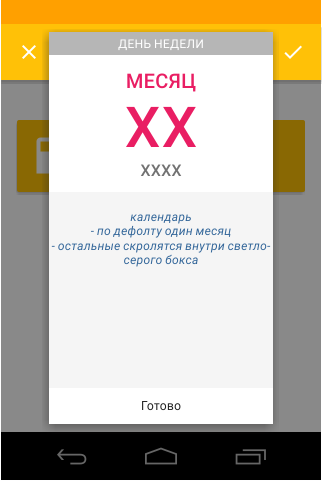 ДЕНЬ НЕДЕЛИ
МЕСЯЦ
XX
XXXX
календарь
- по дефолту один месяц
- остальные скролятся внутри светло-
серого бокса
Готово